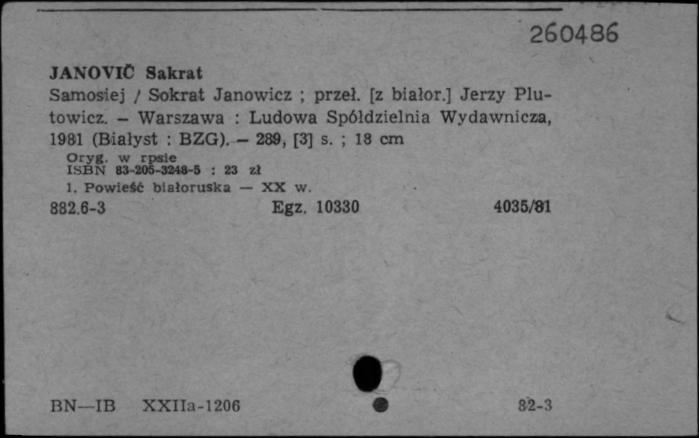 260486
JANOVIČ Sakrat
Samosiej / Sokrat Janowicz ; przeł. [z białor.] Jerzy Plu-
towicz. — Warszawa : Ludowa Spółdzielnia Wydawnicza,
1981 (Białyst : BZG). — 289, [3] s. ; 18 cm
Oryg. w rpsie
ISBN 83-205-3248-5 : 23 zł
1. Powieść białoruska — XX w.
882.6-3 Egz. 10330 4035/81
BN—IB XXIIa-1206 82-3